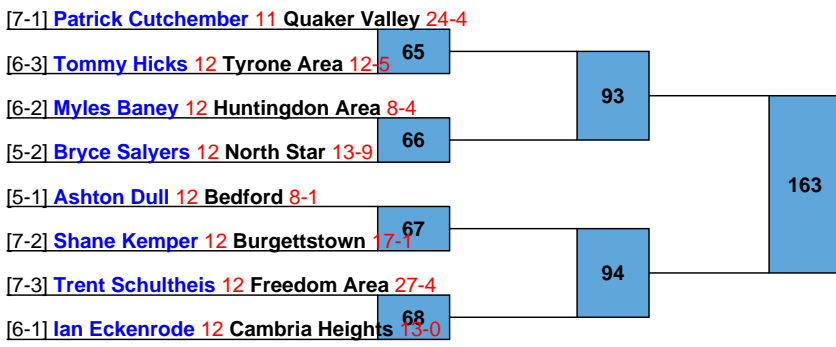 [7-1] Patrick Cutchember 11 Quaker Valley 24-4
65
[6-3] Tommy Hicks 12 Tyrone Area 12-5
93
[6-2] Myles Baney 12 Huntingdon Area 8-4
66
[5-2] Bryce Salyers 12 North Star 13-9
163
[5-1] Ashton Dull 12 Bedford 8-1
67
[7-2] Shane Kemper 12 Burgettstown 17-1
94
[7-3] Trent Schultheis 12 Freedom Area 27-4
68
[6-1] Ian Eckenrode 12 Cambria Heights 13-0